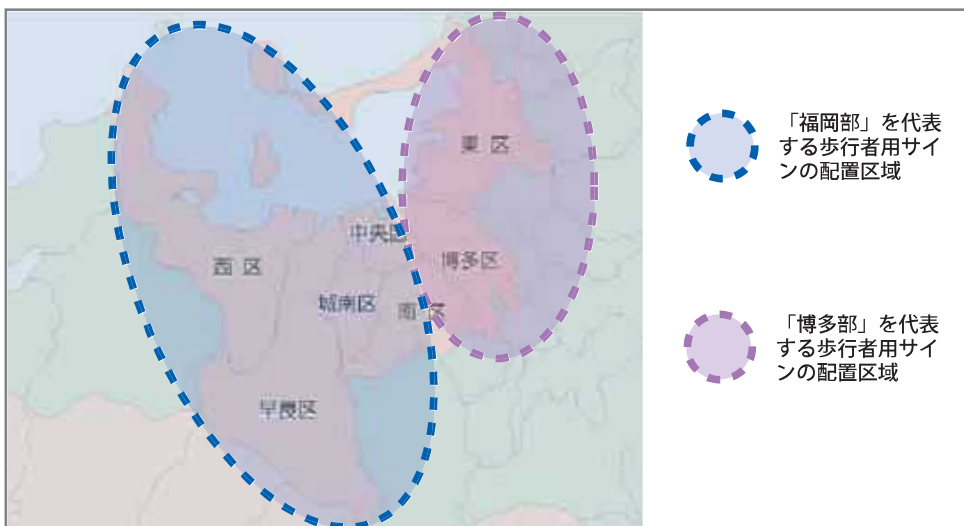 東 区
中央区
博多区
西 区
城南区
南 区
早良区
「福岡部」を代表
する歩行者用サイ
ンの配置区域
「博多部」を代表
する歩行者用サイ
ンの配置区域